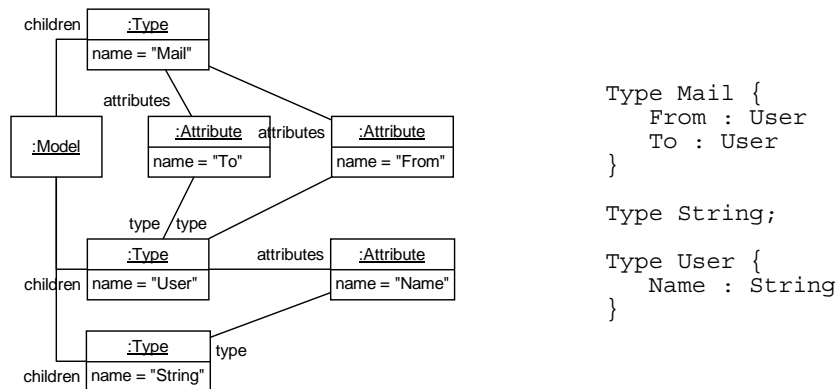 children
:Type
name = "Mail"
attributes
:Model
:Attribute
name = "To"
attributes
:Attribute
name = "From"
type type
:Type
name = "User"
children
attributes
:Attribute
name = "Name"
:Type
name = "String"
type
children
Type Mail {
From : User
To : User
}
Type String;
Type User {
Name : String
}